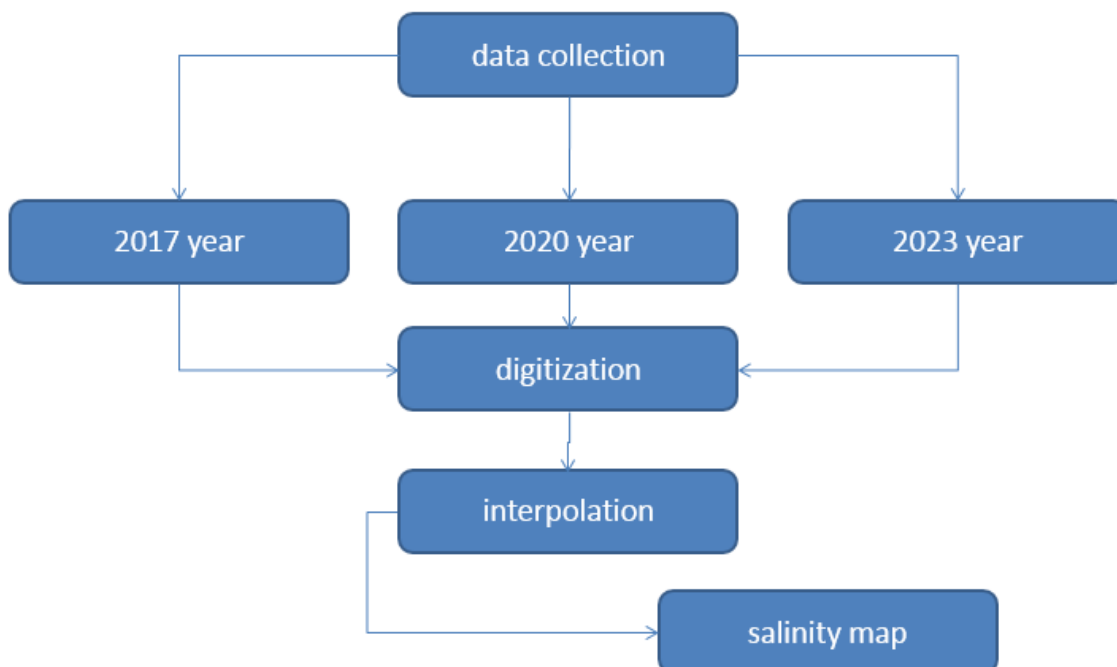 data collection
2017 year
2020 year
2023 year
digitization
interpolation
salinity map